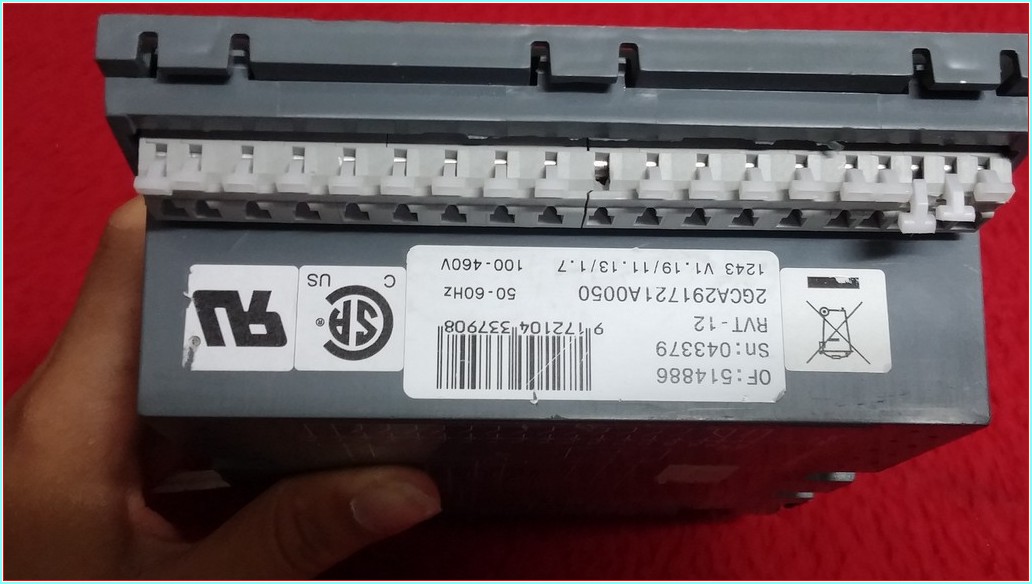 OF:514886
Sn:043379
RVT-12
2GCA291721A0050
1243 V1.19/11.13/1.7
9 172104 337908
50-60Hz
100-460V
C US
SA
®
UR